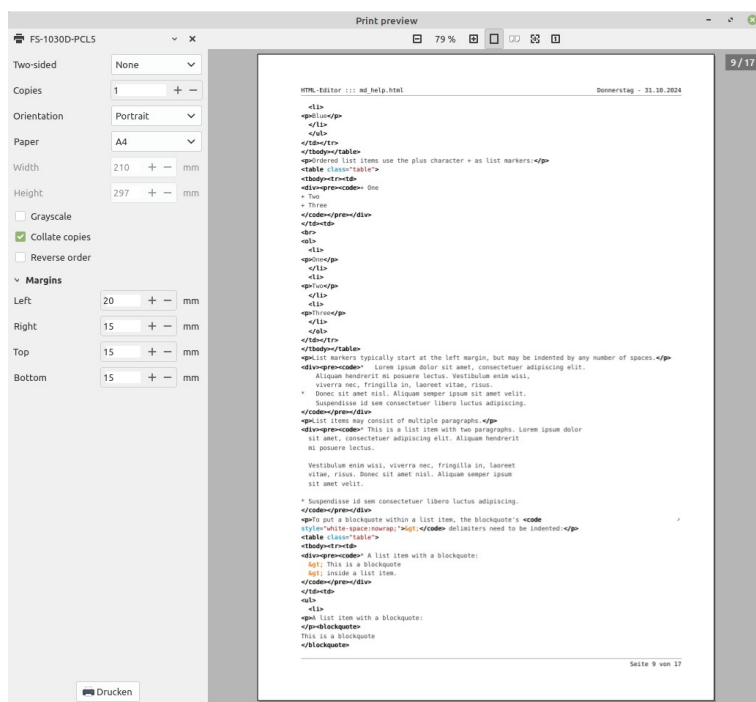 Print preview
FS-1030D-PCL5
79 %
9 / 17
Two-sided None
Copies 1
Orientation Portrait
Paper A4
Width 210 mm
Height 297 mm
Grayscale
Collate copies
Reverse order
Margins
Left 20 mm
Right 15 mm
Top 15 mm
Bottom 15 mm
Drucken
HTML-Editor ::: md_help.html Donnerstag - 31.10.2024
<li>
<p>Blue</p>
</li>
</ul>
</td></tr>
</tbody></table>
<p>Ordered list items use the plus character + as list markers:</p>
<table class="table">
<tbody><tr><td>
<div><pre><code>+ One
+ Two
+ Three
</code></pre></div>
</td><td>
<br>
<ol>
<li>
<p>One</p>
</li>
<li>
<p>Two</p>
</li>
<li>
<p>Three</p>
</li>
</ol>
</td></tr>
</tbody></table>
<p>List markers typically start at the left margin, but may be indented by any number of spaces.</p>
<div><pre><code>*   Lorem ipsum dolor sit amet, consectetuer adipiscing elit.
Aliquam hendrerit mi posuere lectus. Vestibulum enim wisi,
viverra nec, fringilla in, laoreet vitae, risus.
*   Donec sit amet nisl. Aliquam semper ipsum sit amet velit.
Suspendisse id sem consectetuer libero luctus adipiscing.
</code></pre></div>
<p>List items may consist of multiple paragraphs.</p>
<div><pre><code>* This is a list item with two paragraphs. Lorem ipsum dolor
sit amet, consectetuer adipiscing elit. Aliquam hendrerit
mi posuere lectus.
Vestibulum enim wisi, viverra nec, fringilla in, laoreet
vitae, risus. Donec sit amet nisl. Aliquam semper ipsum
sit amet velit.
* Suspendisse id sem consectetuer libero luctus adipiscing.
</code></pre></div>
<p>To put a blockquote within a list item, the blockquote's <code
style="white-space:nowrap;">&gt;</code> delimiters need to be indented:</p>
<table class="table">
<tbody><tr><td>
<div><pre><code>* A list item with a blockquote:
&gt; This is a blockquote
&gt; inside a list item.
</code></pre></div>
</td><td>
<ul>
<li>
<p>A list item with a blockquote:
</p><blockquote>
This is a blockquote
</blockquote>
Seite 9 von 17